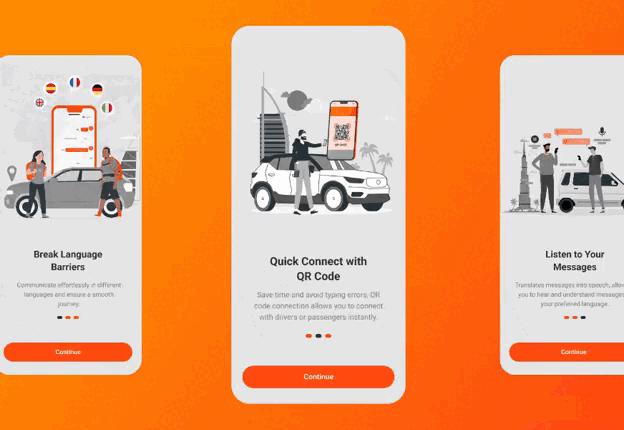 Break Language
Barriers
Communicate effortlessly in different
languages and ensure a smooth
journey.
Continue
Quick Connect with
QR Code
Save time and avoid typing errors, QR
code connection allows you to connect
with drivers or passengers instantly.
Continue
Listen to Your
Messages
Translates messages into speech, allow
you to hear and understand messages
your preferred language.
Continue